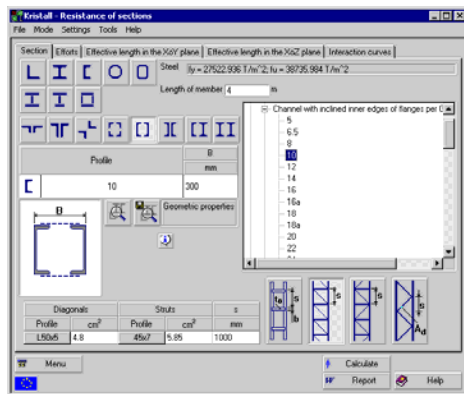 Kristall - Resistance of sections
File Mode Settings Tools Help
Section Efforts Effective length in the XoY plane Effective length in the XoZ plane Interaction curves
Steel fy = 27522.936 T/m^2; fu = 38735.984 T/m^2
Length of member 4 m
Channel with inclined inner edges of flanges per
5
6.5
8
10
12
14
16
16a
18
18a
20
22
Profile B
mm
10 300
B
Geometric properties
Diagonals Struts s
Profile cm² Profile cm² mm
L50x5 4.8 45x7 5.85 1000
s
b
s
s
s
Menu
Calculate
Report
Help